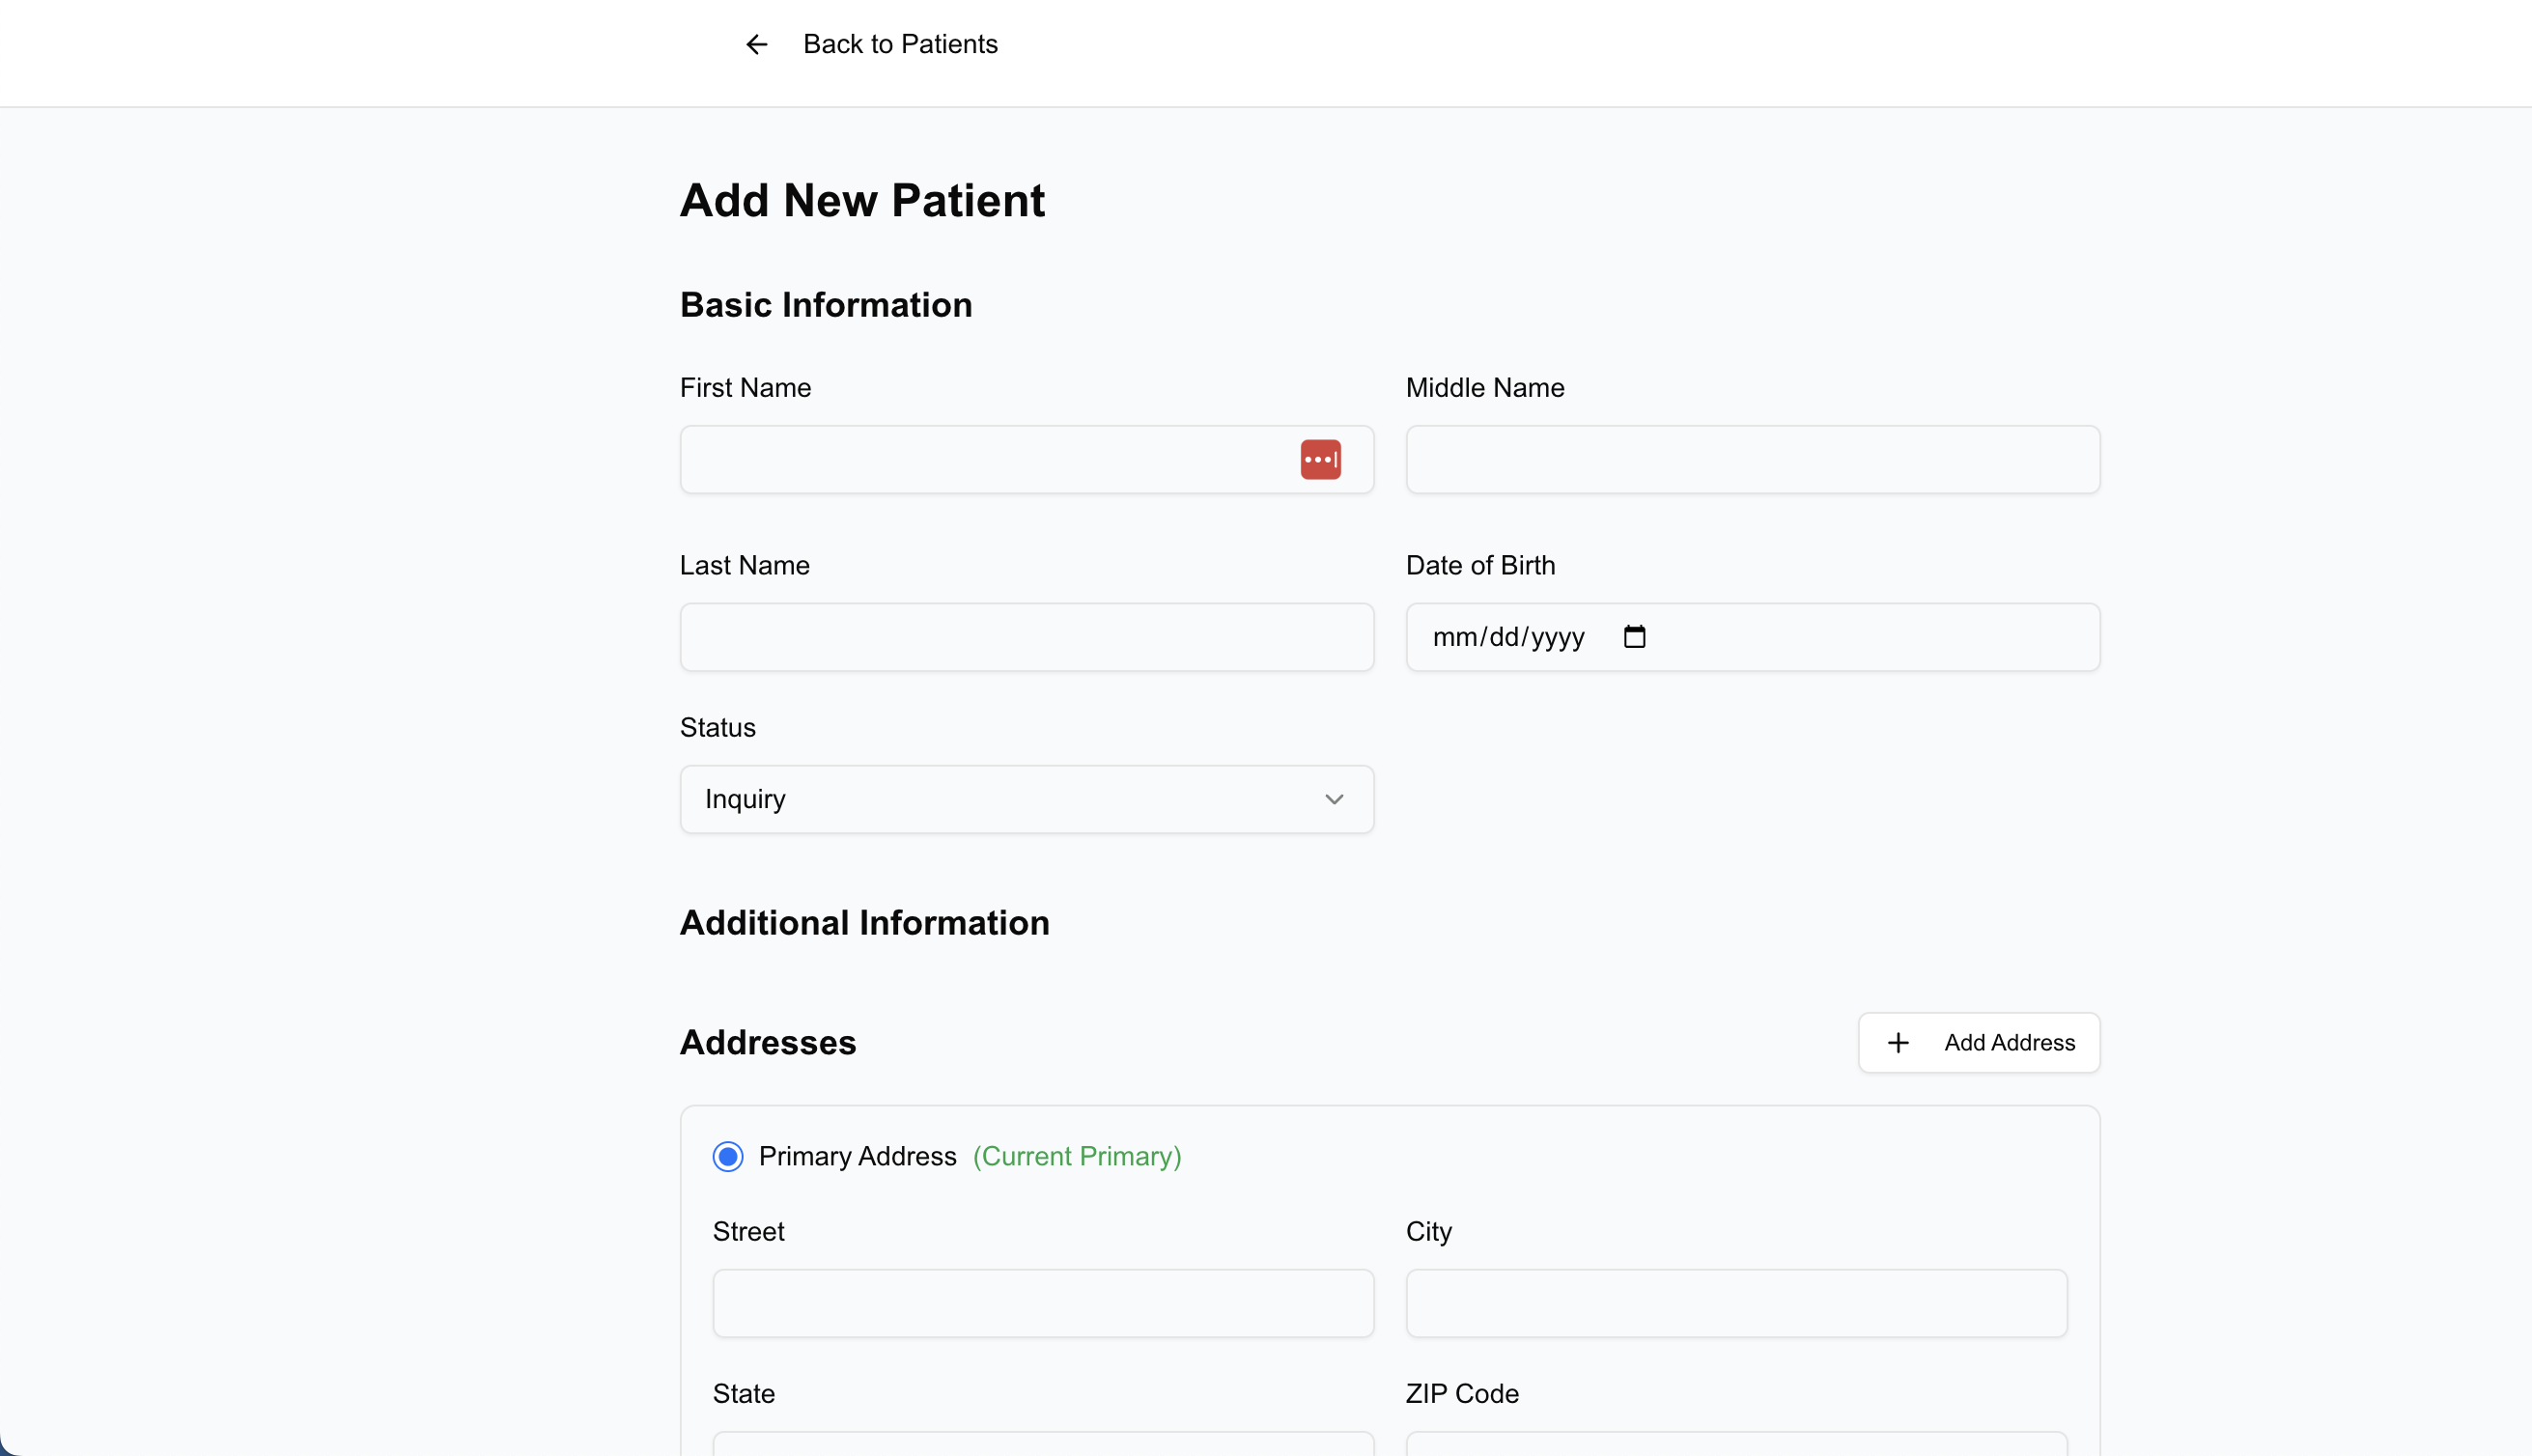 Back to Patients
Add New Patient
Basic Information
First Name
Middle Name
Last Name
Date of Birth
mm/dd/yyyy
Status
Inquiry
Additional Information
Addresses
Add Address
Primary Address (Current Primary)
Street
City
State
ZIP Code